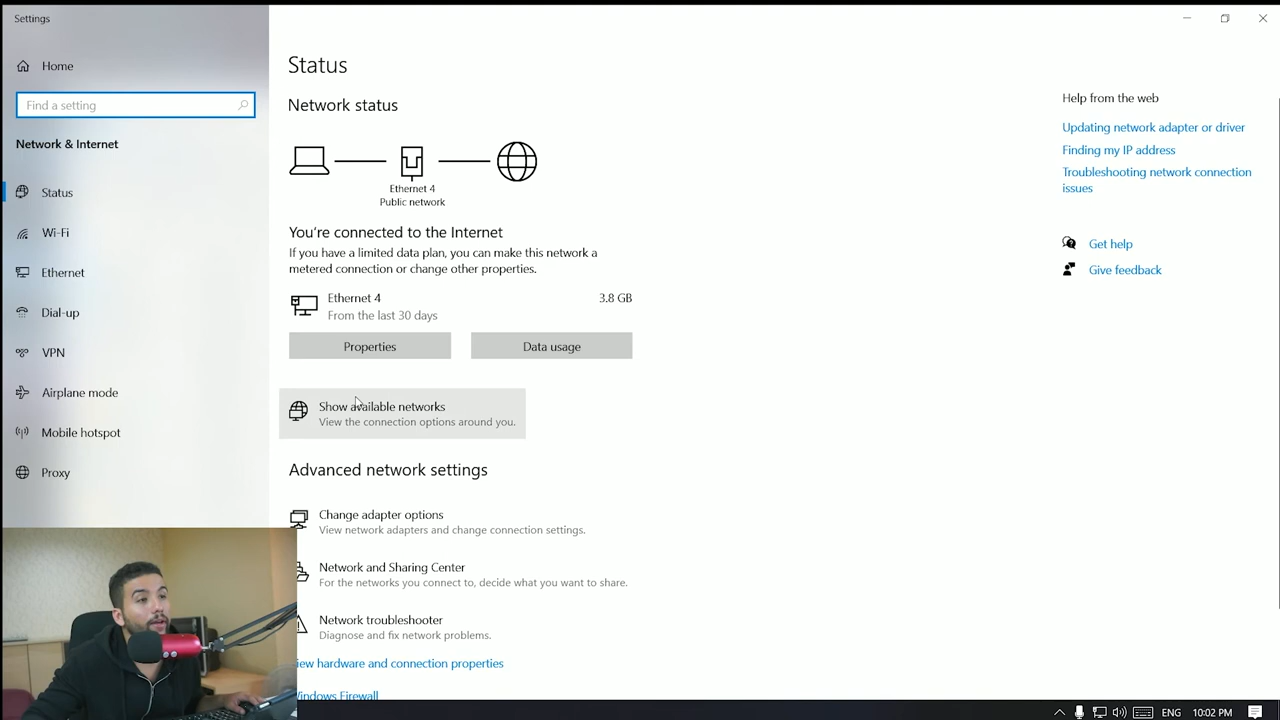 Settings
Home
Find a setting
Network & Internet
Status
Wi-Fi
Ethernet
Dial-up
VPN
Airplane mode
Mobile hotspot
Proxy
Status
Network status
Ethernet 4
Public network
You're connected to the Internet
If you have a limited data plan, you can make this network a
metered connection or change other properties.
Ethernet 4
3.8 GB
From the last 30 days
Properties
Data usage
Show available networks
View the connection options around you.
Advanced network settings
Change adapter options
View network adapters and change connection settings.
Network and Sharing Center
For the networks you connect to, decide what you want to share.
Network troubleshooter
Diagnose and fix network problems.
iew hardware and connection properties
Windows Firewall
Help from the web
Updating network adapter or driver
Finding my IP address
Troubleshooting network connection
issues
Get help
Give feedback
ENG
10:02 PM